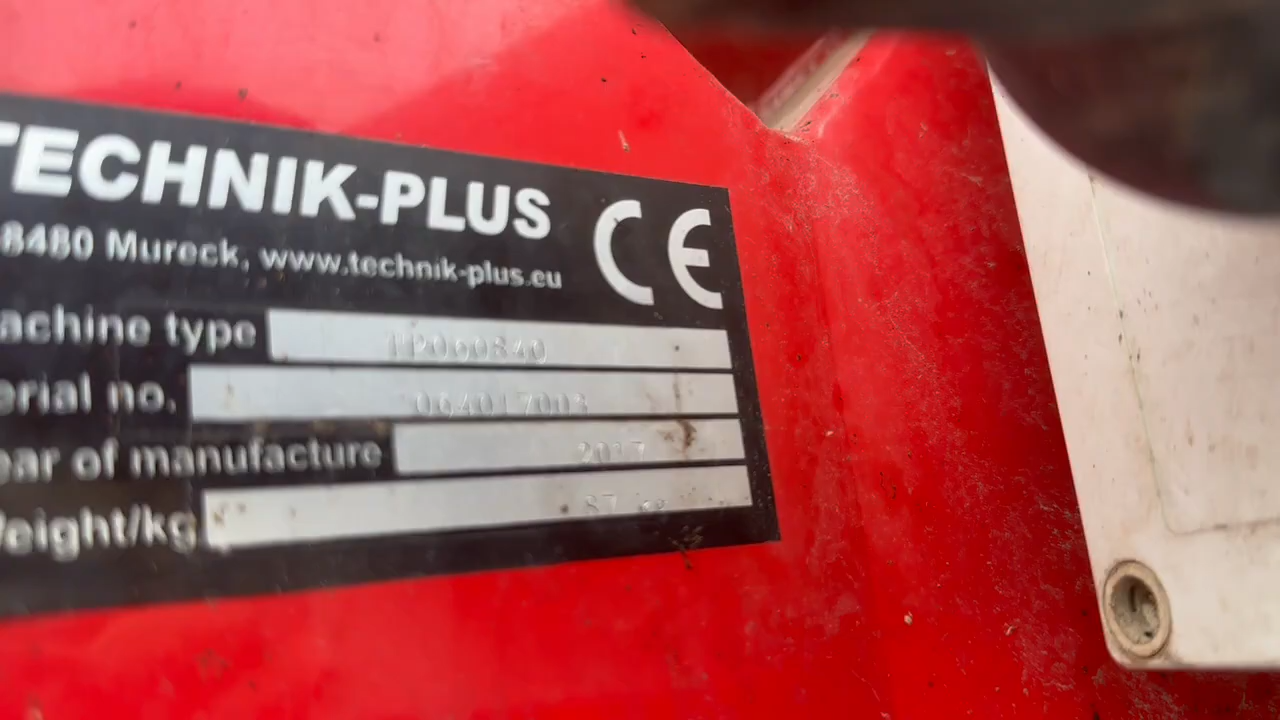 TECHNIK-PLUS CE
8480 Mureck, www.technik-plus.eu
achine type TP060840
erial no. 064017003
ear of manufacture 2017
Weight/kg 87